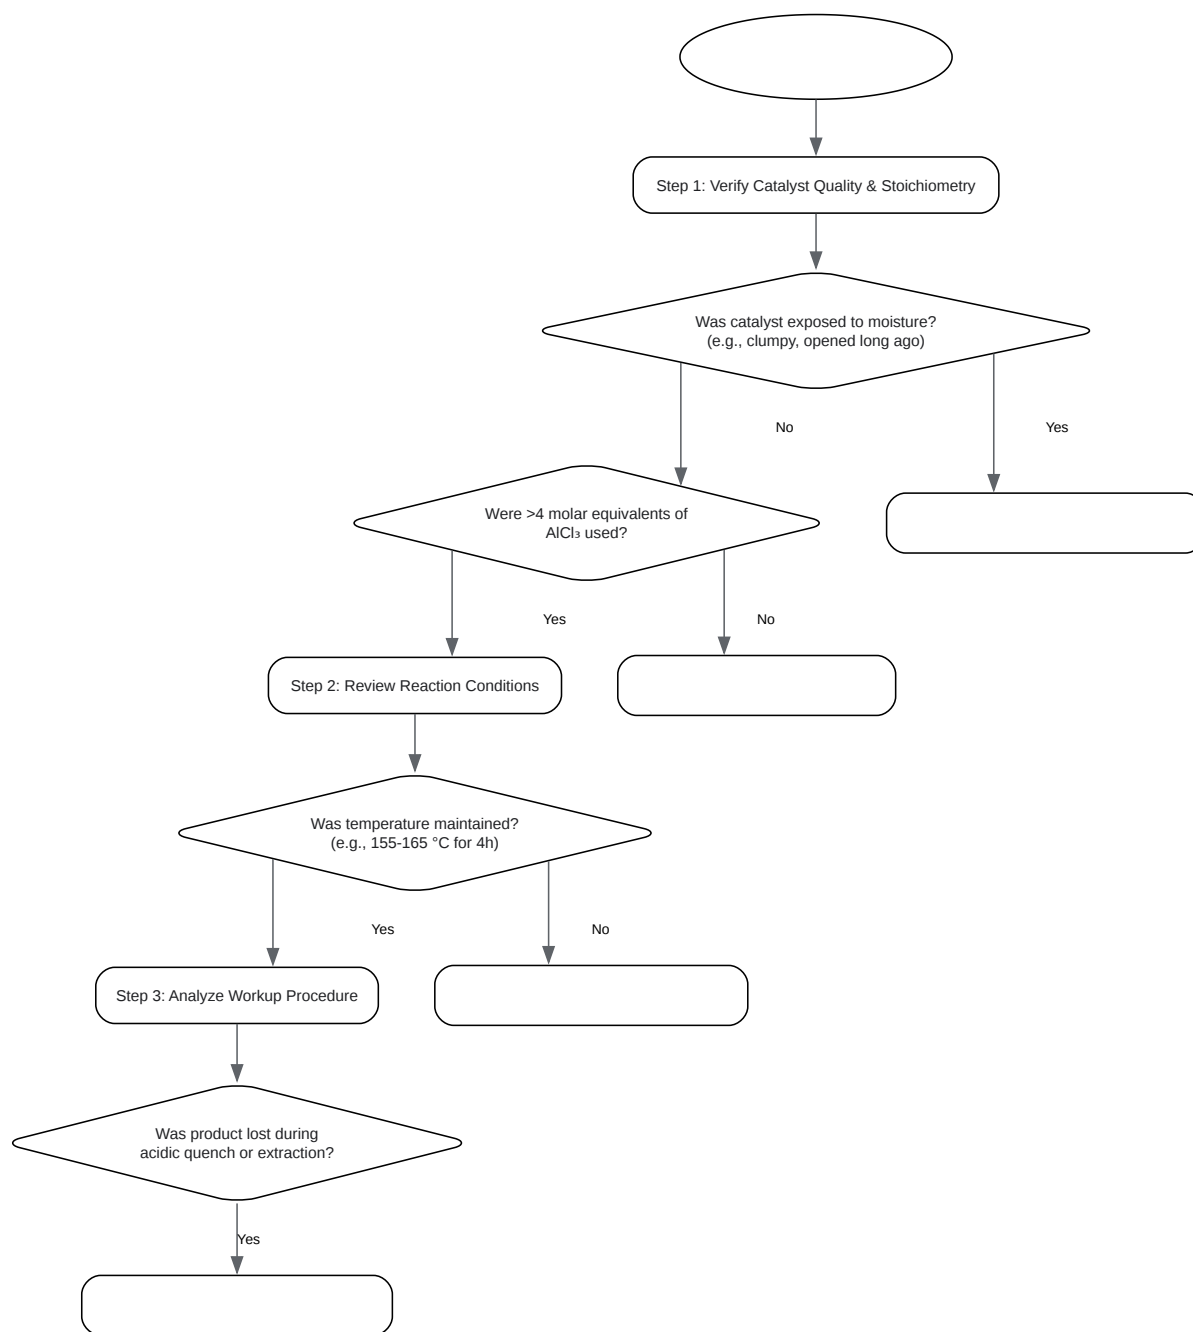 Step 1: Verify Catalyst Quality & Stoichiometry
Was catalyst exposed to moisture?
(e.g., clumpy, opened long ago)
No
Yes
Were >4 molar equivalents of
AlCl₃ used?
Yes
No
Step 2: Review Reaction Conditions
Was temperature maintained?
(e.g., 155-165 °C for 4h)
Yes
No
Step 3: Analyze Workup Procedure
Was product lost during
acidic quench or extraction?
Yes